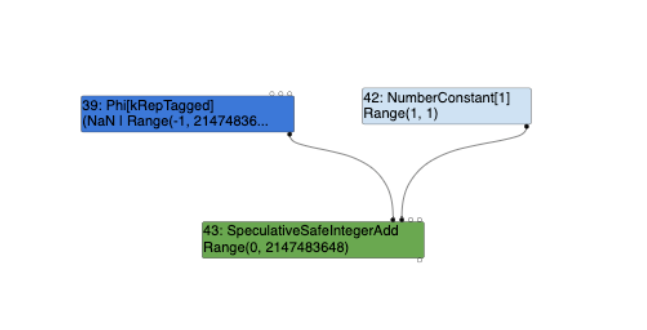 39: Phi[kRepTagged]
(NaN | Range(-1, 21474836...
42: NumberConstant[1]
Range(1, 1)
43: SpeculativeSafeIntegerAdd
Range(0, 2147483648)